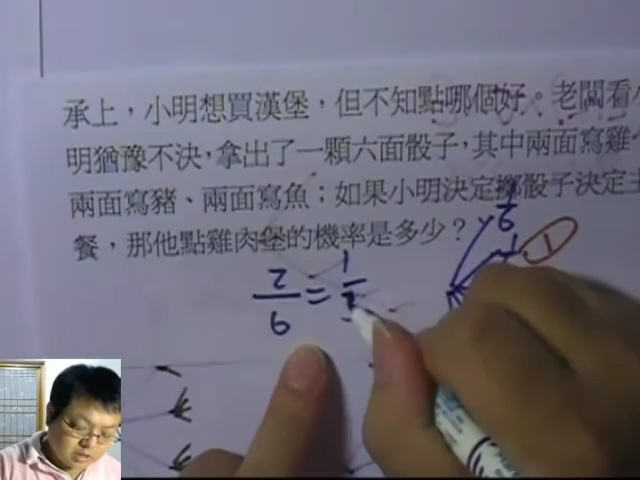 承上，小明想買漢堡，但不知點哪個好。老闆看小
明猶豫不決，拿出了一顆六面骰子，其中兩面寫雞、
兩面寫豬、兩面寫魚；如果小明決定擲骰子決定主
餐，那他點雞肉堡的機率是多少？
2/6 = 1/